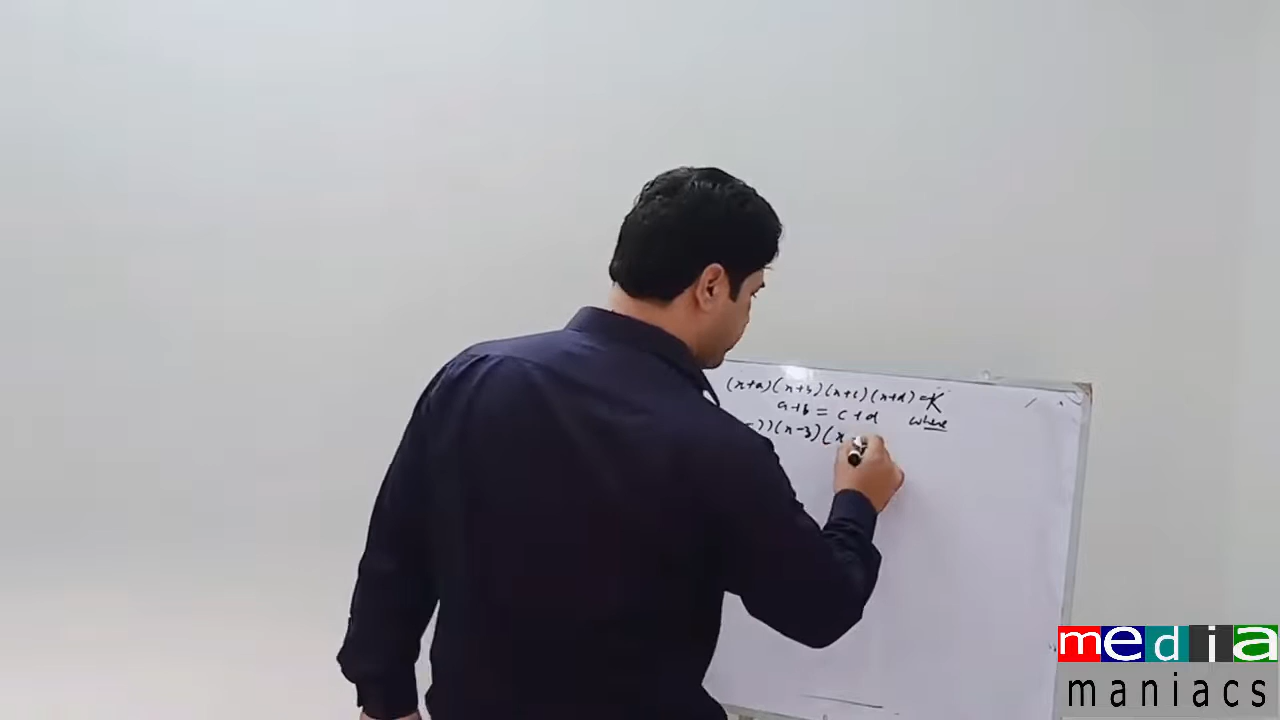 (x+a)(x+b)(x+c)(x+d)=K
a+b = c+d where
)(x-3)(x
media
maniacs